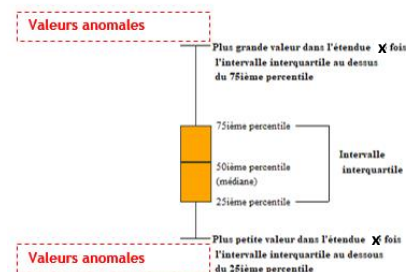 Valeurs anomales
Plus grande valeur dans l'étendue X fois
l'intervalle interquartile au dessus
du 75ième percentile
75ième percentile
50ième percentile
(médiane)
25ième percentile
Intervalle
interquartile
Plus petite valeur dans l'étendue X fois
l'intervalle interquartile au dessous
du 25ième percentile
Valeurs anomales